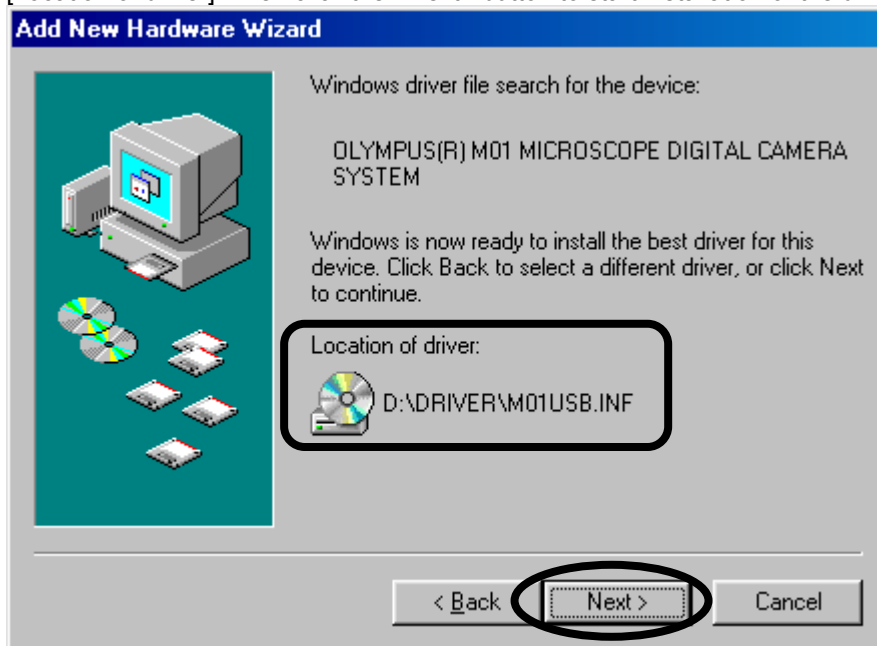 Add New Hardware Wizard
Windows driver file search for the device:
OLYMPUS(R) M01 MICROSCOPE DIGITAL CAMERA
SYSTEM
Windows is now ready to install the best driver for this
device. Click Back to select a different driver, or click Next
to continue.
Location of driver:
D:\DRIVER\M01USB.INF
< Back
Next >
Cancel